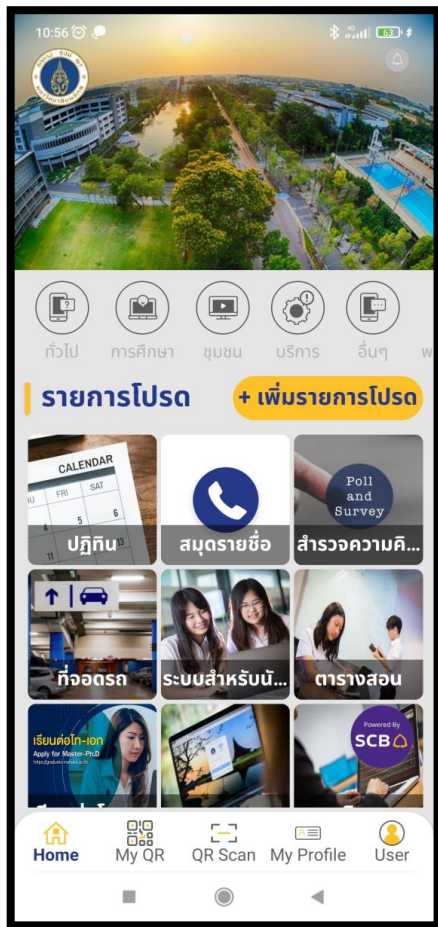 10:56
4G
63
ทั่วไป
การศึกษา
ชุมชน
บริการ
อื่นๆ
พ
รายการโปรด
+ เพิ่มรายการโปรด
CALENDAR
FRI SAT
4 5 6
11 13
ปฏิทิน
สมุดรายชื่อ
Poll
and
Survey
สำรวจความคิ...
ที่จอดรถ
ระบบสำหรับนั...
ตารางสอน
เรียนต่อโท-เอก
Apply for Master-Ph.D
Powered By
SCB
Home
My QR
QR Scan
My Profile
User